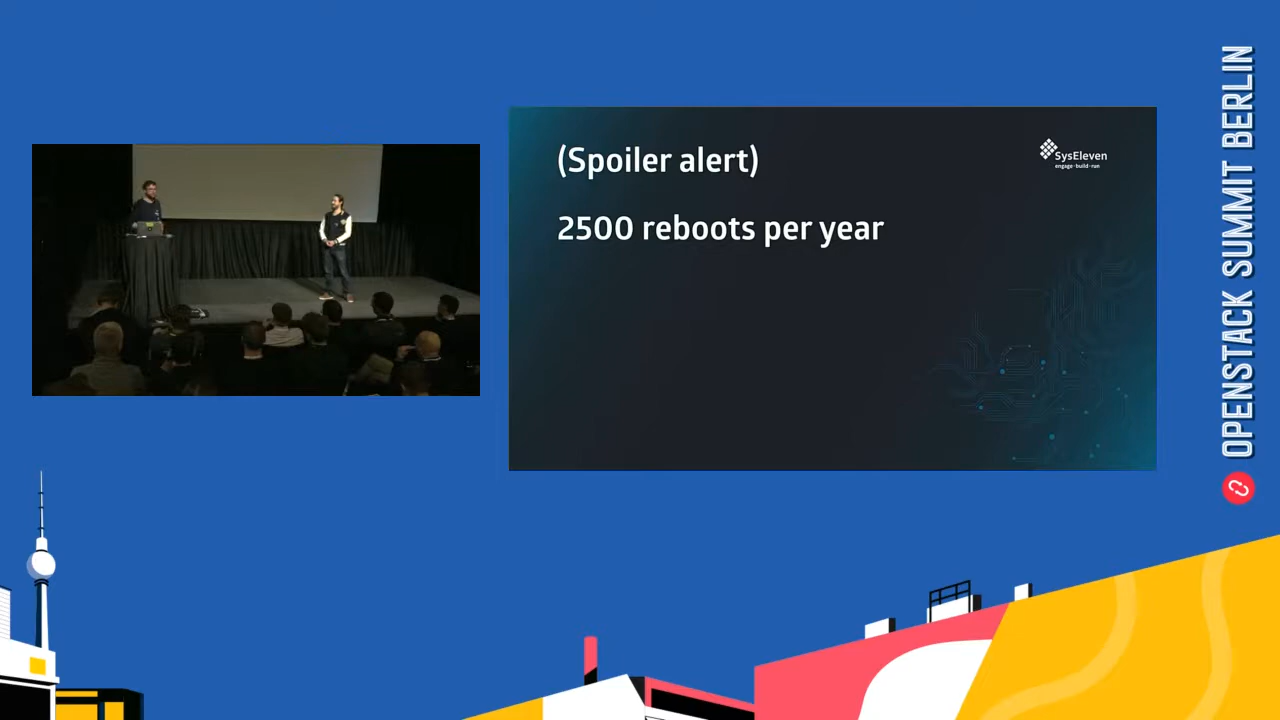 (Spoiler alert)
SysEleven
engage · build · run
2500 reboots per year
OPENSTACK SUMMIT BERLIN